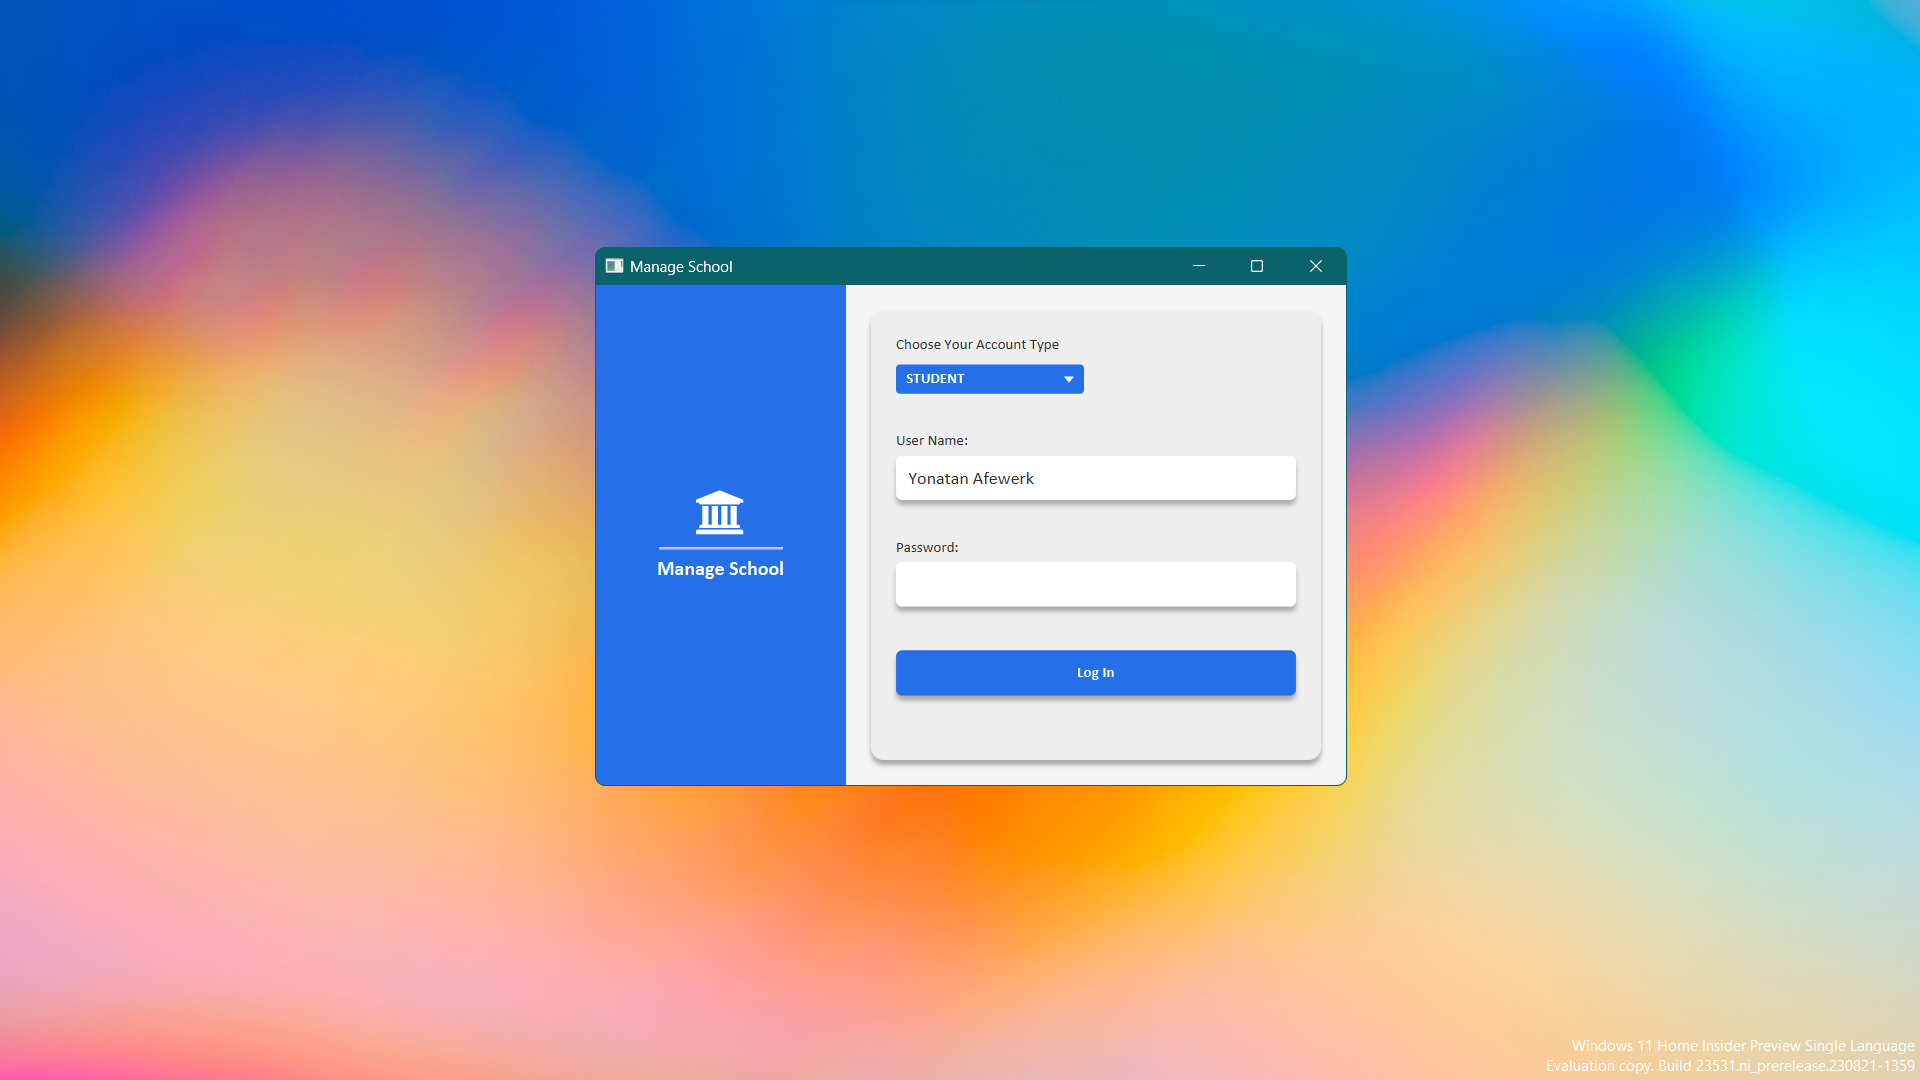 Manage School
Choose Your Account Type
STUDENT
User Name:
Yonatan Afewerk
Password:
Manage School
Log In
Windows 11 Home Insider Preview Single Language
Evaluation copy. Build 23531.ni_prerelease.230821-1359